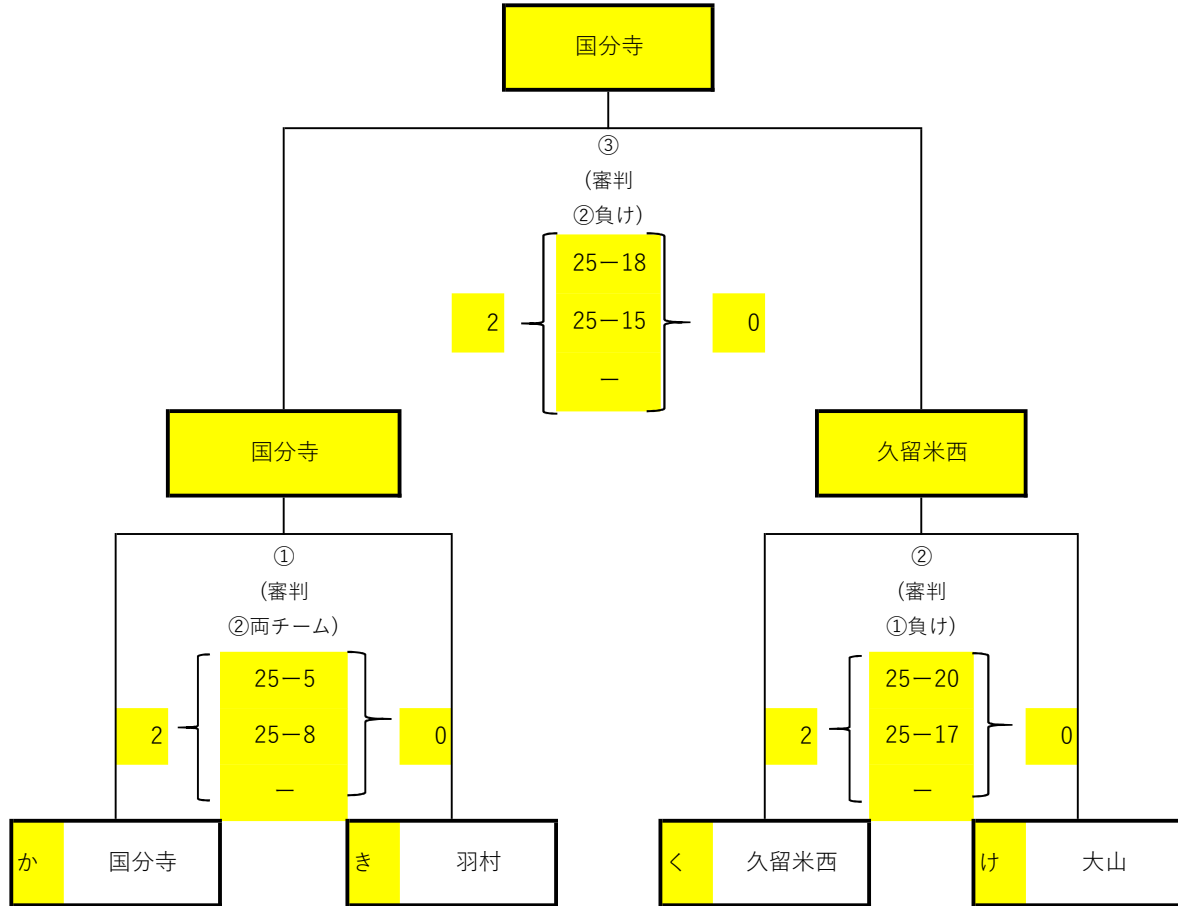 国分寺
③
(審判
②負け)
25ー18
2
25ー15
0
ー
国分寺
久留米西
①
(審判
②両チーム)
25ー5
2
25ー8
0
ー
②
(審判
①負け)
25ー20
2
25ー17
0
ー
か 国分寺
き 羽村
く 久留米西
け 大山